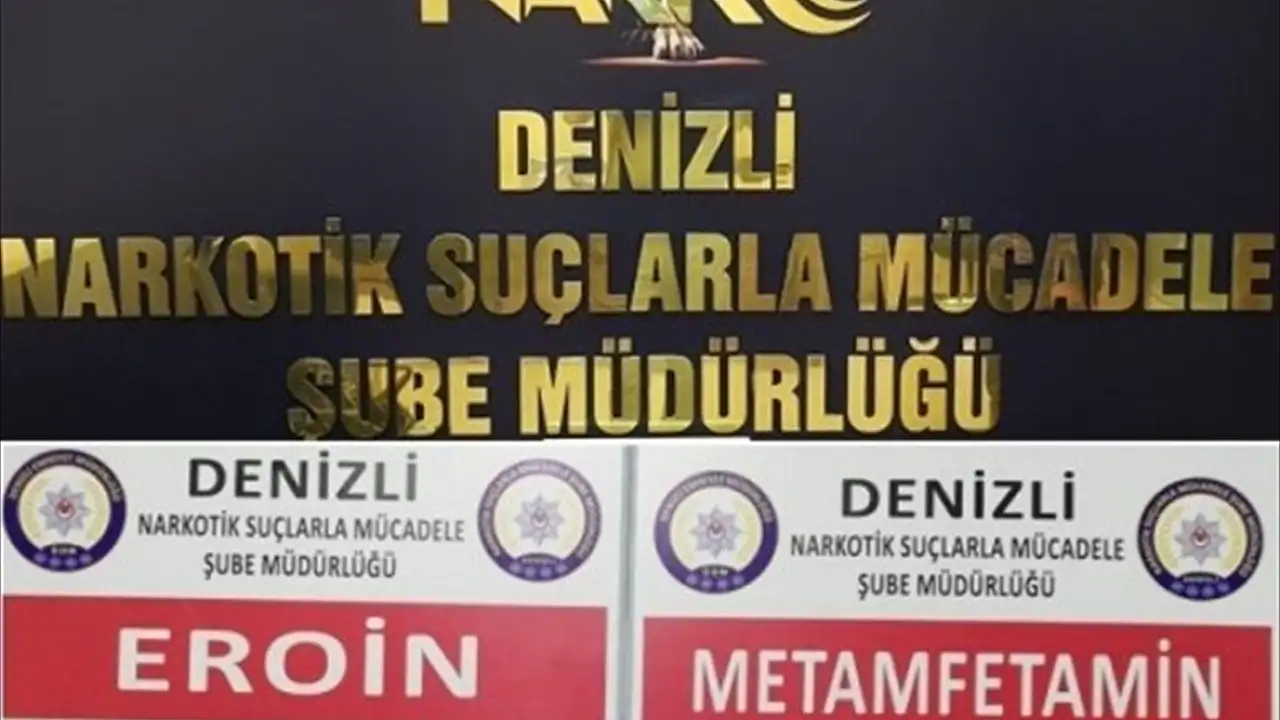 DENİZLİ
NARKOTİK SUÇLARLA MÜCADELE
ŞUBE MÜDÜRLÜĞÜ
DENİZLİ
NARKOTİK SUÇLARLA MÜCADELE
ŞUBE MÜDÜRLÜĞÜ
EROİN
DENİZLİ
NARKOTİK SUÇLARLA MÜCADELE
ŞUBE MÜDÜRLÜĞÜ
METAMFETAMİN